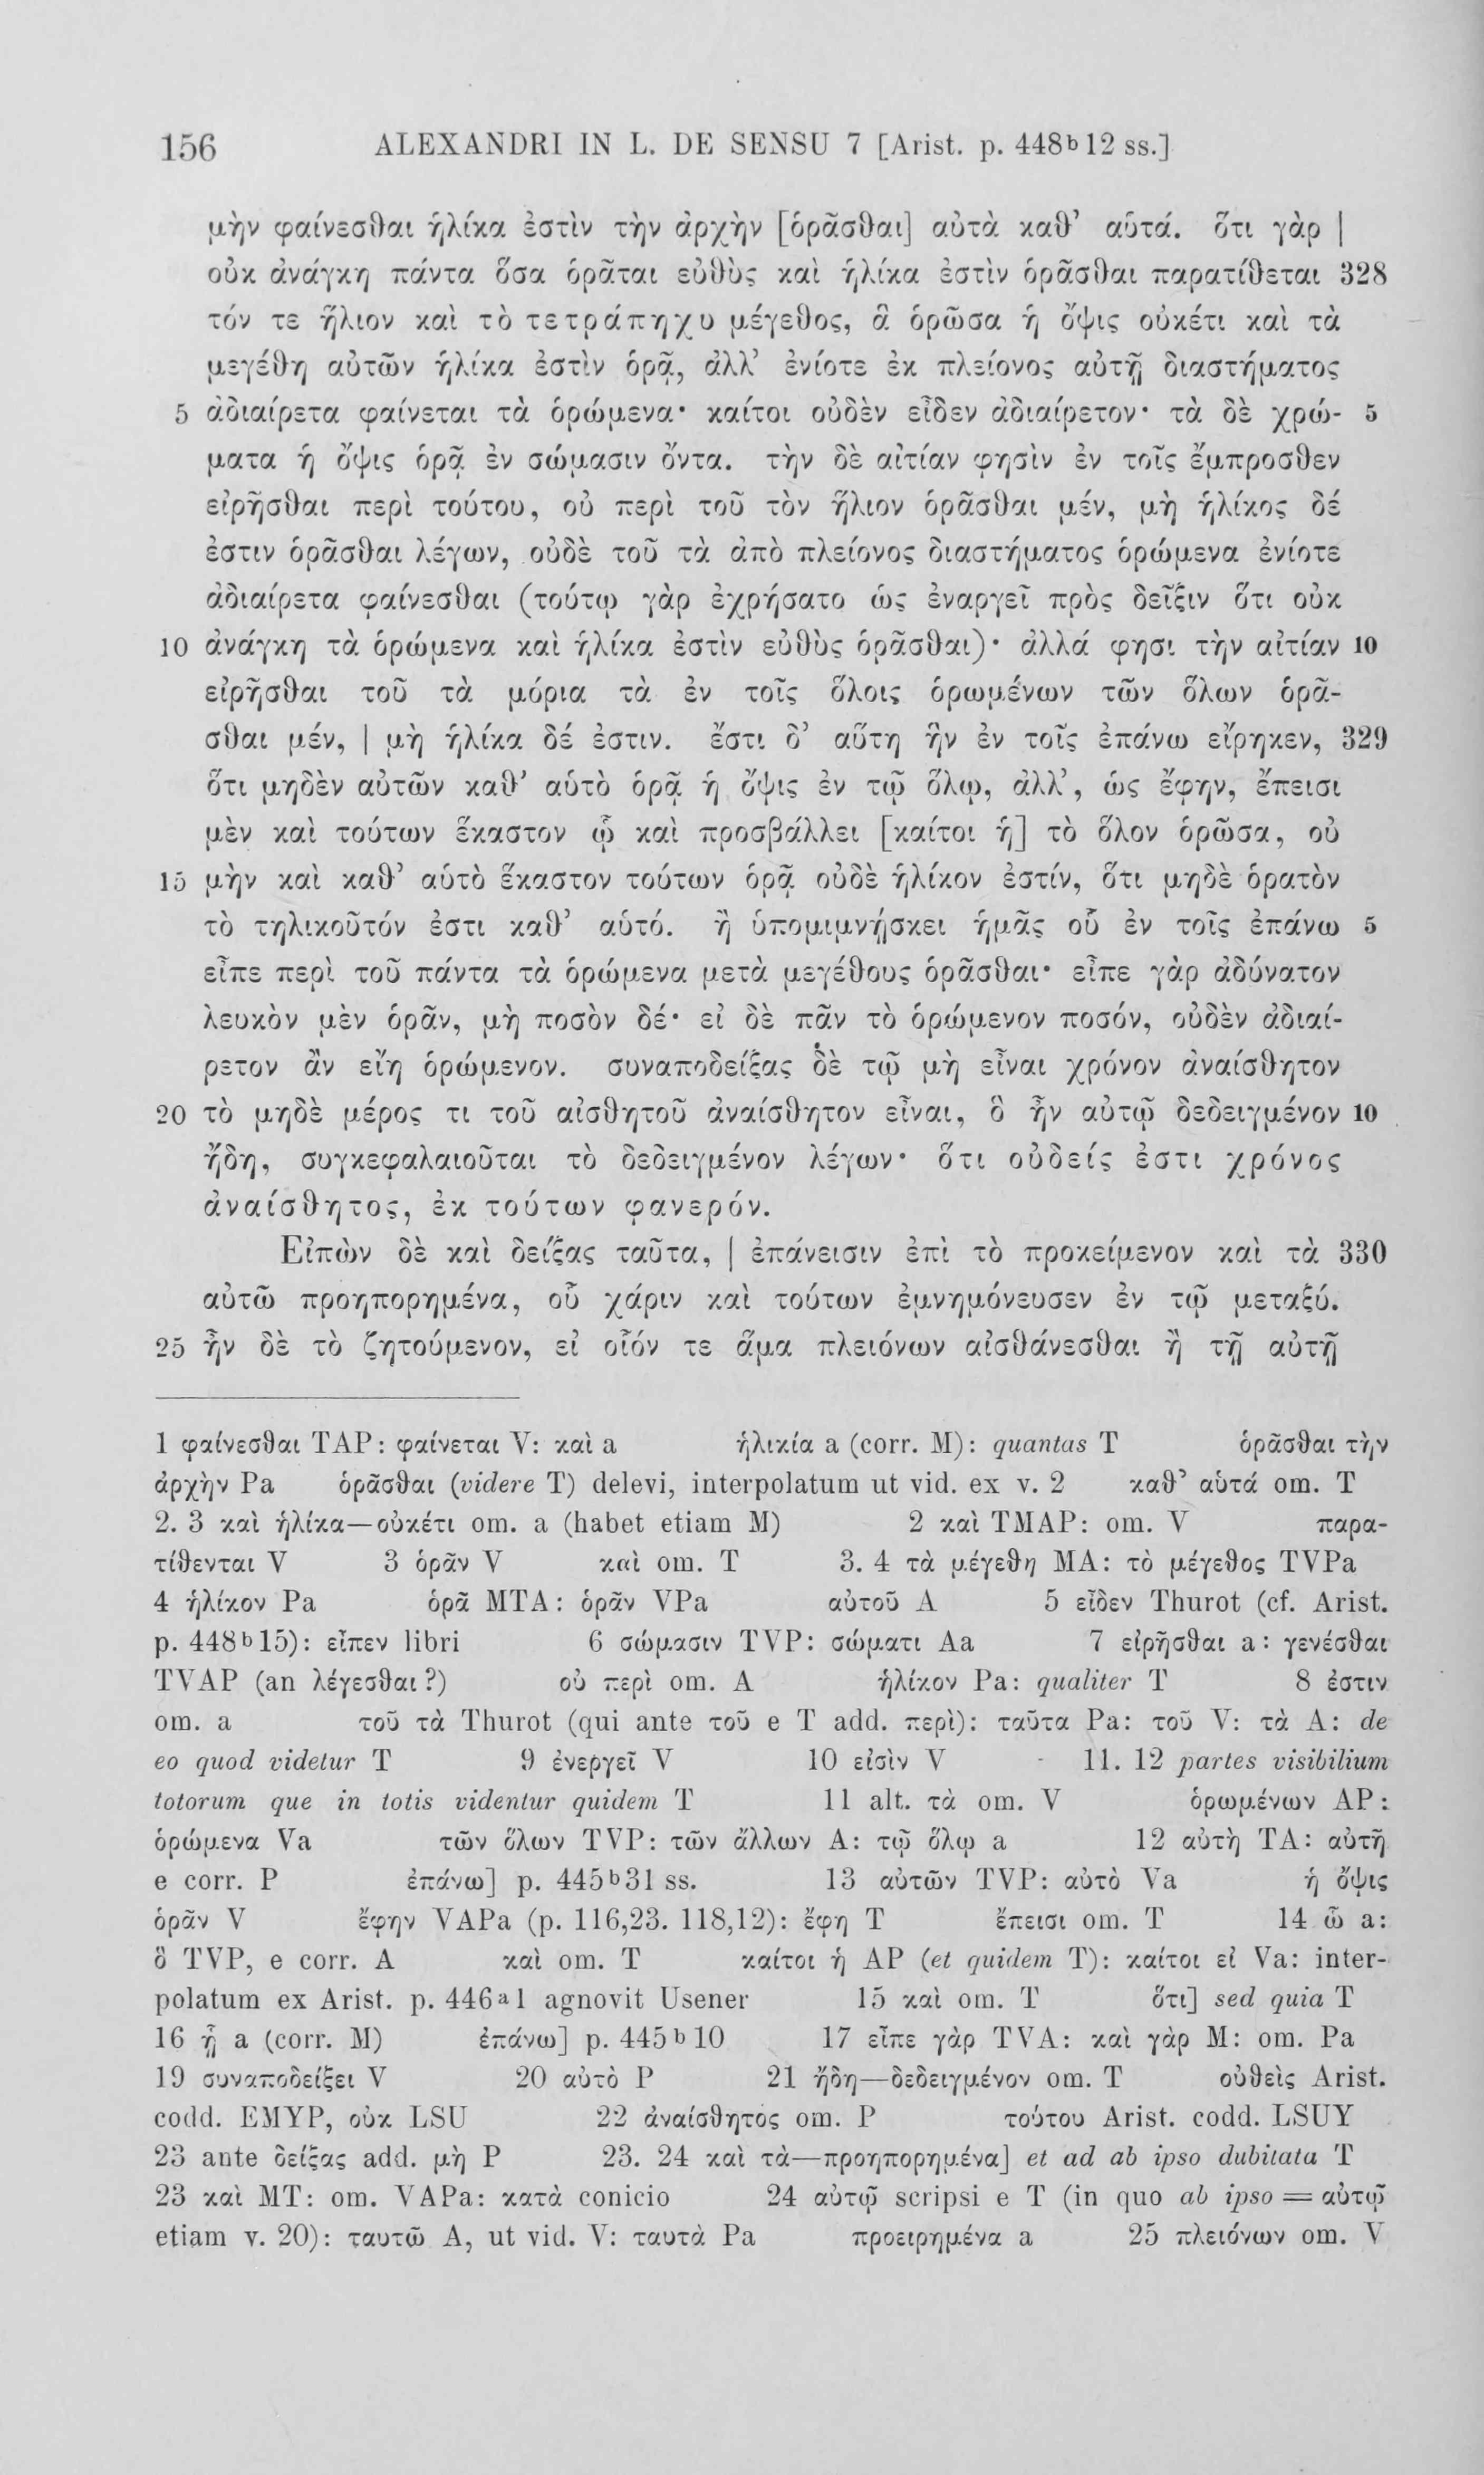 156 ALEXANDRI IN L. DE SENSU 7 [Arist. p. 448b12 ss.]
μὴν φαίνεσθαι ἡλίκα ἐστὶν τὴν ἀρχὴν [ὁρᾶσθαι] αὐτὰ καθ’ αὑτά. ὅτι γὰρ |
οὐκ ἀνάγκη πάντα ὅσα ὁρᾶται εὐθὺς καὶ ἡλίκα ἐστὶν ὁρᾶσθαι παρατίθεται 328
τόν τε ἥλιον καὶ τὸ τετράπηχυ μέγεθος, ἃ ὁρῶσα ἡ ὄψις οὐκέτι καὶ τὰ
μεγέθη αὐτῶν ἡλίκα ἐστὶν ὁρᾷ, ἀλλ’ ἐνίοτε ἐκ πλείονος αὐτῇ διαστήματος
5 ἀδιαίρετα φαίνεται τὰ ὁρώμενα· καίτοι οὐδὲν εἶδεν ἀδιαίρετον· τὰ δὲ χρώ- 5
ματα ἡ ὄψις ὁρᾷ ἐν σώμασιν ὄντα. τὴν δὲ αἰτίαν φησὶν ἐν τοῖς ἔμπροσθεν
εἰρῆσθαι περὶ τούτου, οὐ περὶ τοῦ τὸν ἥλιον ὁρᾶσθαι μέν, μὴ ἡλίκος δέ
ἐστιν ὁρᾶσθαι λέγων, οὐδὲ τοῦ τὰ ἀπὸ πλείονος διαστήματος ὁρώμενα ἐνίοτε
ἀδιαίρετα φαίνεσθαι (τούτῳ γὰρ ἐχρήσατο ὡς ἐναργεῖ πρὸς δεῖξιν ὅτι οὐκ
10 ἀνάγκη τὰ ὁρώμενα καὶ ἡλίκα ἐστὶν εὐθὺς ὁρᾶσθαι)· ἀλλά φησι τὴν αἰτίαν 10
εἰρῆσθαι τοῦ τὰ μόρια τὰ ἐν τοῖς ὅλοις ὁρωμένων τῶν ὅλων ὁρᾶ-
σθαι μέν, | μὴ ἡλίκα δέ ἐστιν. ἔστι δ’ αὕτη ἣν ἐν τοῖς ἐπάνω εἴρηκεν, 329
ὅτι μηδὲν αὐτῶν καθ’ αὑτὸ ὁρᾷ ἡ ὄψις ἐν τῷ ὅλῳ, ἀλλ’, ὡς ἔφην, ἔπεισι
μὲν καὶ τούτων ἕκαστον ᾧ καὶ προσβάλλει [καίτοι ἡ] τὸ ὅλον ὁρῶσα, οὐ
15 μὴν καὶ καθ’ αὑτὸ ἕκαστον τούτων ὁρᾷ οὐδὲ ἡλίκον ἐστίν, ὅτι μηδὲ ὁρατὸν
τὸ τηλικοῦτόν ἐστι καθ’ αὑτό. ἢ ὑπομιμνήσκει ἡμᾶς οὗ ἐν τοῖς ἐπάνω 5
εἶπε περὶ τοῦ πάντα τὰ ὁρώμενα μετὰ μεγέθους ὁρᾶσθαι· εἶπε γὰρ ἀδύνατον
λευκὸν μὲν ὁρᾶν, μὴ ποσὸν δέ· εἰ δὲ πᾶν τὸ ὁρώμενον ποσόν, οὐδὲν ἀδιαί-
ρετον ἂν εἴη ὁρώμενον. συναποδείξας δὲ τῷ μὴ εἶναι χρόνον ἀναίσθητον
20 τὸ μηδὲ μέρος τι τοῦ αἰσθητοῦ ἀναίσθητον εἶναι, ὃ ἦν αὐτῷ δεδειγμένον 10
ἤδη, συγκεφαλαιοῦται τὸ δεδειγμένον λέγων· ὅτι οὐδείς ἐστι χρόνος
ἀναίσθητος, ἐκ τούτων φανερόν.
Εἰπὼν δὲ καὶ δείξας ταῦτα, | ἐπάνεισιν ἐπὶ τὸ προκείμενον καὶ τὰ 330
αὐτῶ προηπορημένα, οὗ χάριν καὶ τούτων ἐμνημόνευσεν ἐν τῷ μεταξύ.
25 ἦν δὲ τὸ ζητούμενον, εἰ οἷόν τε ἅμα πλειόνων αἰσθάνεσθαι ἢ τῇ αὐτῇ
1 φαίνεσθαι TAP: φαίνεται V: καὶ a ἡλικία a (corr. M): quantas T ὁρᾶσθαι τὴν
ἀρχὴν Pa ὁρᾶσθαι (videre T) delevi, interpolatum ut vid. ex v. 2 καθ’ αὑτά om. T
2. 3 καὶ ἡλίκα—οὐκέτι om. a (habet etiam M) 2 καὶ TMAP: om. V παρα-
τίθενται V 3 ὁρᾶν V καὶ om. T 3. 4 τὰ μέγεθη MA: τὸ μέγεθος TVPa
4 ἡλίκον Pa ὁρᾶ MTA: ὁρᾶν VPa αὐτοῦ A 5 εἶδεν Thurot (cf. Arist.
p. 448b15): εἶπεν libri 6 σώμασιν TVP: σώματι Aa 7 εἰρῆσθαι a: γενέσθαι
TVAP (an λέγεσθαι?) οὐ περὶ om. A ἡλίκον Pa: qualiter T 8 ἐστιν
om. a τοῦ τὰ Thurot (qui ante τοῦ e T add. περὶ): ταῦτα Pa: τοῦ V: τὰ A: de
eo quod videtur T 9 ἐνεργεῖ V 10 εἰσὶν V 11. 12 partes visibilium
totorum que in totis videntur quidem T 11 alt. τὰ om. V ὁρωμένων AP:
ὁρώμενα Va τῶν ὅλων TVP: τῶν ἄλλων A: τῷ ὅλῳ a 12 αὐτὴ TA: αὐτῆ
e corr. P ἐπάνω] p. 445b31 ss. 13 αὐτῶν TVP: αὐτὸ Va ἡ ὄψις
ὁρᾶν V ἔφην VAPa (p. 116,23. 118,12): ἔφη T ἔπεισι om. T 14 ὧ a:
ὃ TVP, e corr. A καὶ om. T καίτοι ἡ AP (et quidem T): καίτοι εἰ Va: inter-
polatum ex Arist. p. 446a1 agnovit Usener 15 καὶ om. T ὅτι] sed quia T
16 ᾗ a (corr. M) ἐπάνω] p. 445b10 17 εἶπε γὰρ TVA: καὶ γὰρ M: om. Pa
19 συναποδείξει V 20 αὐτὸ P 21 ἤδη—δεδειγμένον om. T οὐθεὶς Arist.
codd. EMYP, οὐκ LSU 22 ἀναίσθητος om. P τούτου Arist. codd. LSUY
23 ante δείξας add. μὴ P 23. 24 καὶ τὰ—προηπορημένα] et ad ab ipso dubitata T
23 καὶ MT: om. VAPa: κατὰ conicio 24 αὐτῷ scripsi e T (in quo ab ipso = αὐτῷ
etiam v. 20): ταυτῶ A, ut vid. V: ταυτὰ Pa προειρημένα a 25 πλειόνων om. V